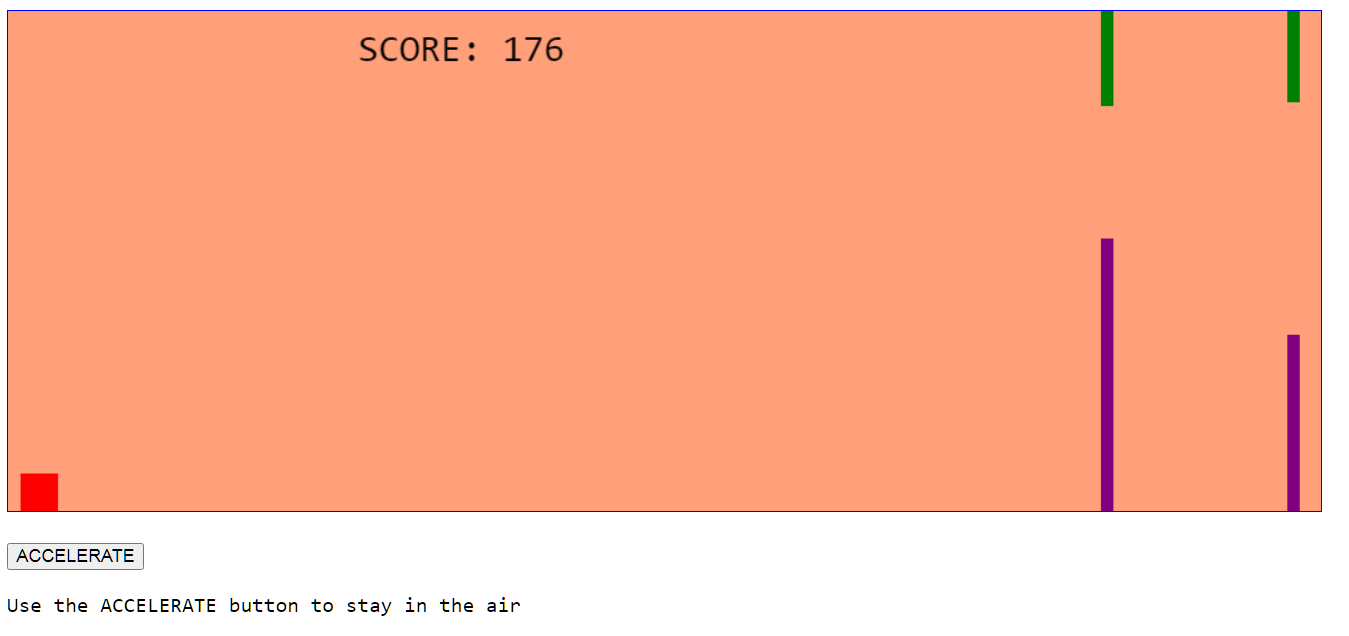 SCORE: 176
ACCELERATE
Use the ACCELERATE button to stay in the air